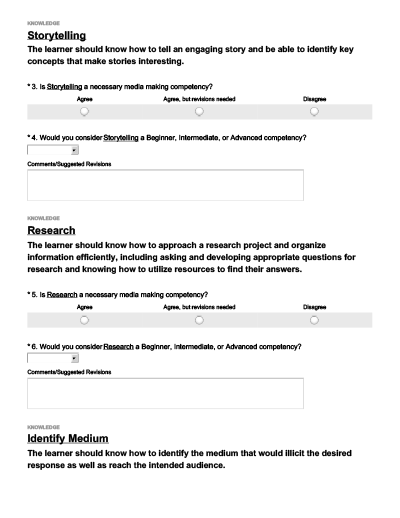 KNOWLEDGE
Storytelling
The learner should know how to tell an engaging story and be able to identify key
concepts that make stories interesting.
* 3. Is Storytelling a necessary media making competency?
Agree Agree, but revisions needed Disagree
* 4. Would you consider Storytelling a Beginner, Intermediate, or Advanced competency?
Comments/Suggested Revisions
KNOWLEDGE
Research
The learner should know how to approach a research project and organize
information efficiently, including asking and developing appropriate questions for
research and knowing how to utilize resources to find their answers.
* 5. Is Research a necessary media making competency?
Agree Agree, but revisions needed Disagree
* 6. Would you consider Research a Beginner, Intermediate, or Advanced competency?
Comments/Suggested Revisions
KNOWLEDGE
Identify Medium
The learner should know how to identify the medium that would illicit the desired
response as well as reach the intended audience.